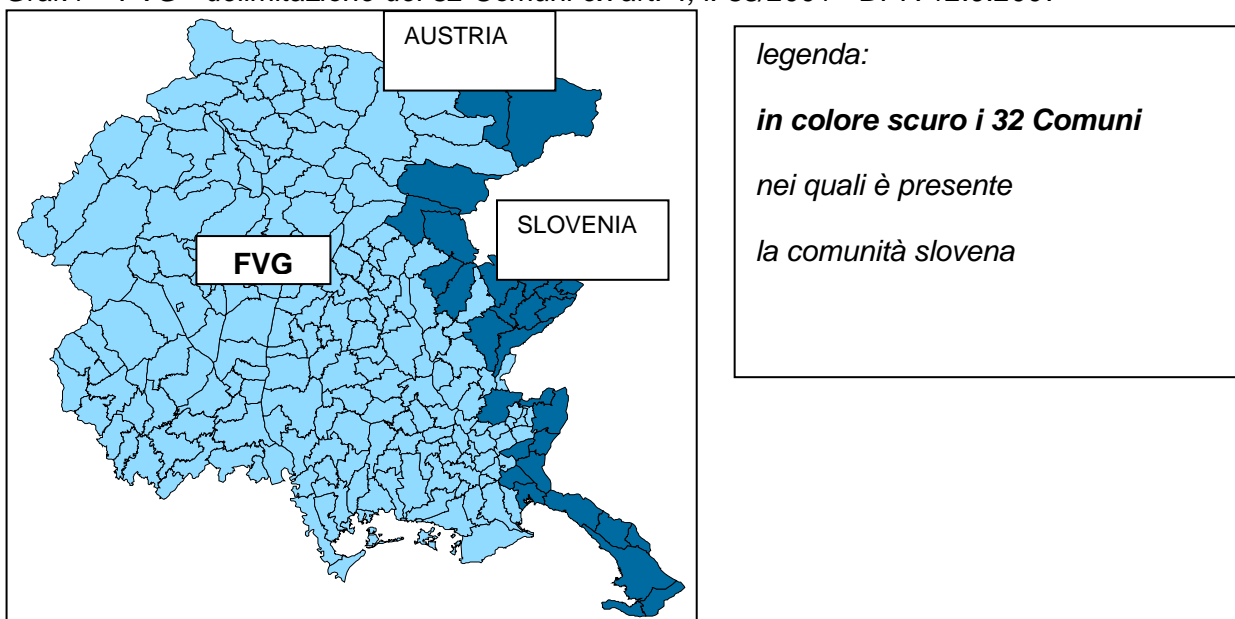 AUSTRIA
SLOVENIA
FVG
legenda:
in colore scuro i 32 Comuni
nei quali è presente
la comunità slovena